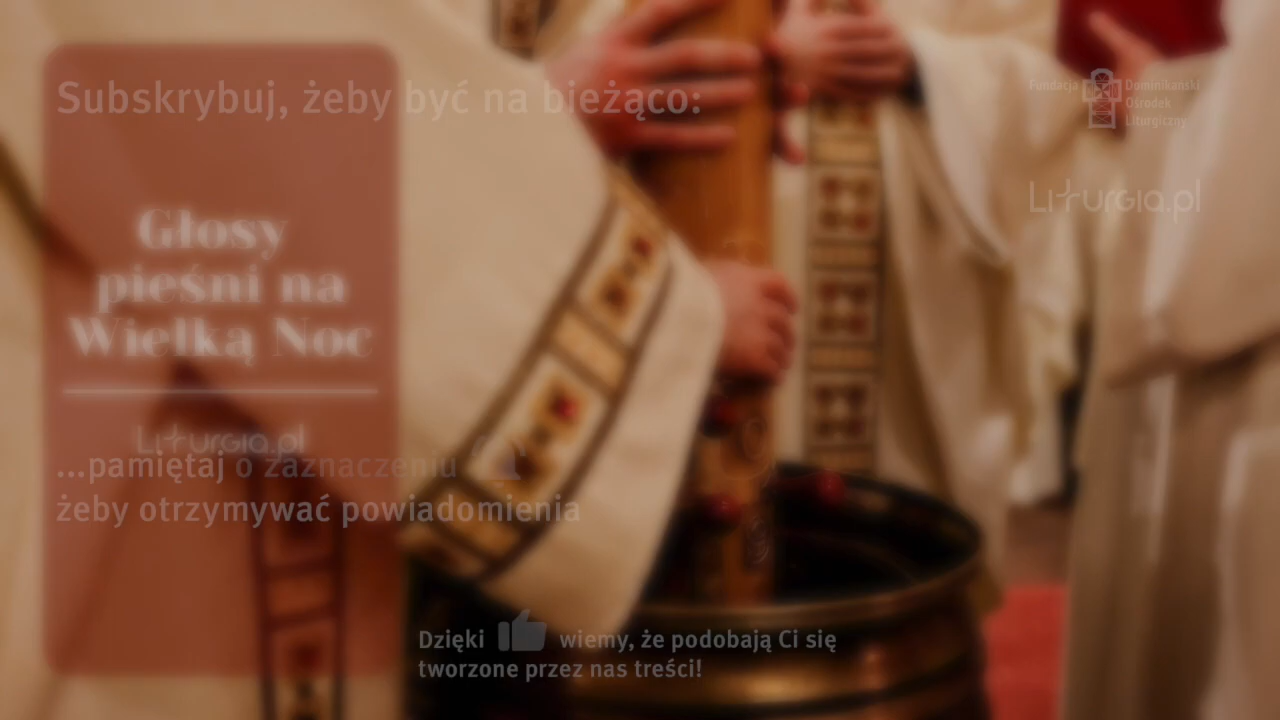 Subskrybuj, żeby być na bieżąco:
Fundacja Dominikański
Ośrodek
Liturgiczny
Liturgia.pl
Głosy
pieśni na
Wielką Noc
Liturgia.pl
...pamiętaj o zaznaczeniu
żeby otrzymywać powiadomienia
Dzięki wiemy, że podobają Ci się
tworzone przez nas treści!